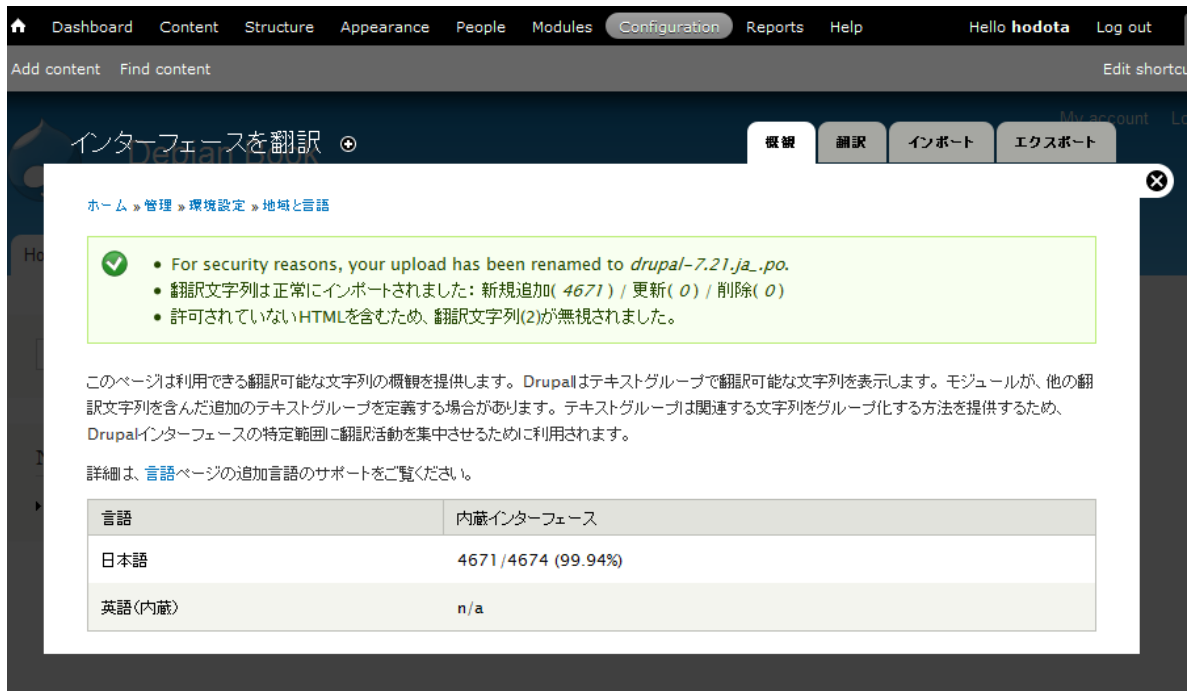 Dashboard Content Structure Appearance People Modules Configuration Reports Help Hello hodota Log out
Add content Find content Edit shortcu
My account Lo
Debian Book
インターフェースを翻訳
概観 翻訳 インポート エクスポート
ホーム » 管理 » 環境設定 » 地域と言語
Ho
For security reasons, your upload has been renamed to drupal-7.21.ja_.po.
翻訳文字列は正常にインポートされました: 新規追加( 4671 ) / 更新( 0 ) / 削除( 0 )
許可されていないHTMLを含むため、翻訳文字列(2)が無視されました。
このページは利用できる翻訳可能な文字列の概観を提供します。Drupalはテキストグループで翻訳可能な文字列を表示します。モジュールが、他の翻
訳文字列を含んだ追加のテキストグループを定義する場合があります。テキストグループは関連する文字列をグループ化する方法を提供するため、
Drupalインターフェースの特定範囲に翻訳活動を集中させるために利用されます。
詳細は、言語ページの追加言語のサポートをご覧ください。
言語 内蔵インターフェース
日本語 4671/4674 (99.94%)
英語(内蔵) n/a